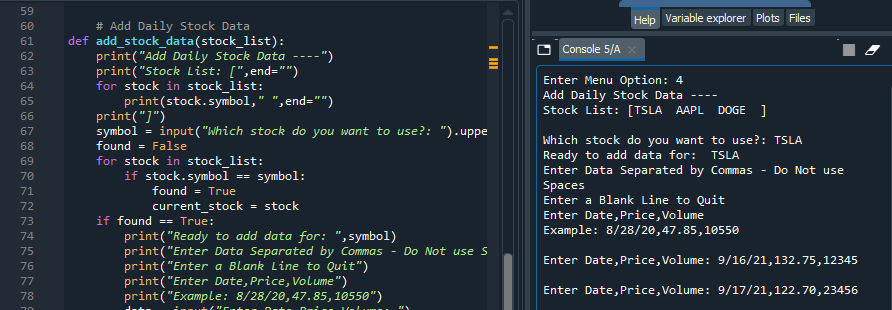 59
60 # Add Daily Stock Data
61 def add_stock_data(stock_list):
62 print("Add Daily Stock Data ----")
63 print("Stock List: [",end="")
64 for stock in stock_list:
65 print(stock.symbol," ",end="")
66 print("]")
67 symbol = input("Which stock do you want to use?: ").uppe
68 found = False
69 for stock in stock_list:
70 if stock.symbol == symbol:
71 found = True
72 current_stock = stock
73 if found == True:
74 print("Ready to add data for: ",symbol)
75 print("Enter Data Separated by Commas - Do Not use S
76 print("Enter a Blank Line to Quit")
77 print("Enter Date,Price,Volume")
78 print("Example: 8/28/20,47.85,10550")
data = input("Enter Date,Price,Volume: ")
Help Variable explorer Plots Files
Console 5/A
Enter Menu Option: 4
Add Daily Stock Data ----
Stock List: [TSLA  AAPL  DOGE  ]
Which stock do you want to use?: TSLA
Ready to add data for:  TSLA
Enter Data Separated by Commas - Do Not use
Spaces
Enter a Blank Line to Quit
Enter Date,Price,Volume
Example: 8/28/20,47.85,10550
Enter Date,Price,Volume: 9/16/21,132.75,12345
Enter Date,Price,Volume: 9/17/21,122.70,23456